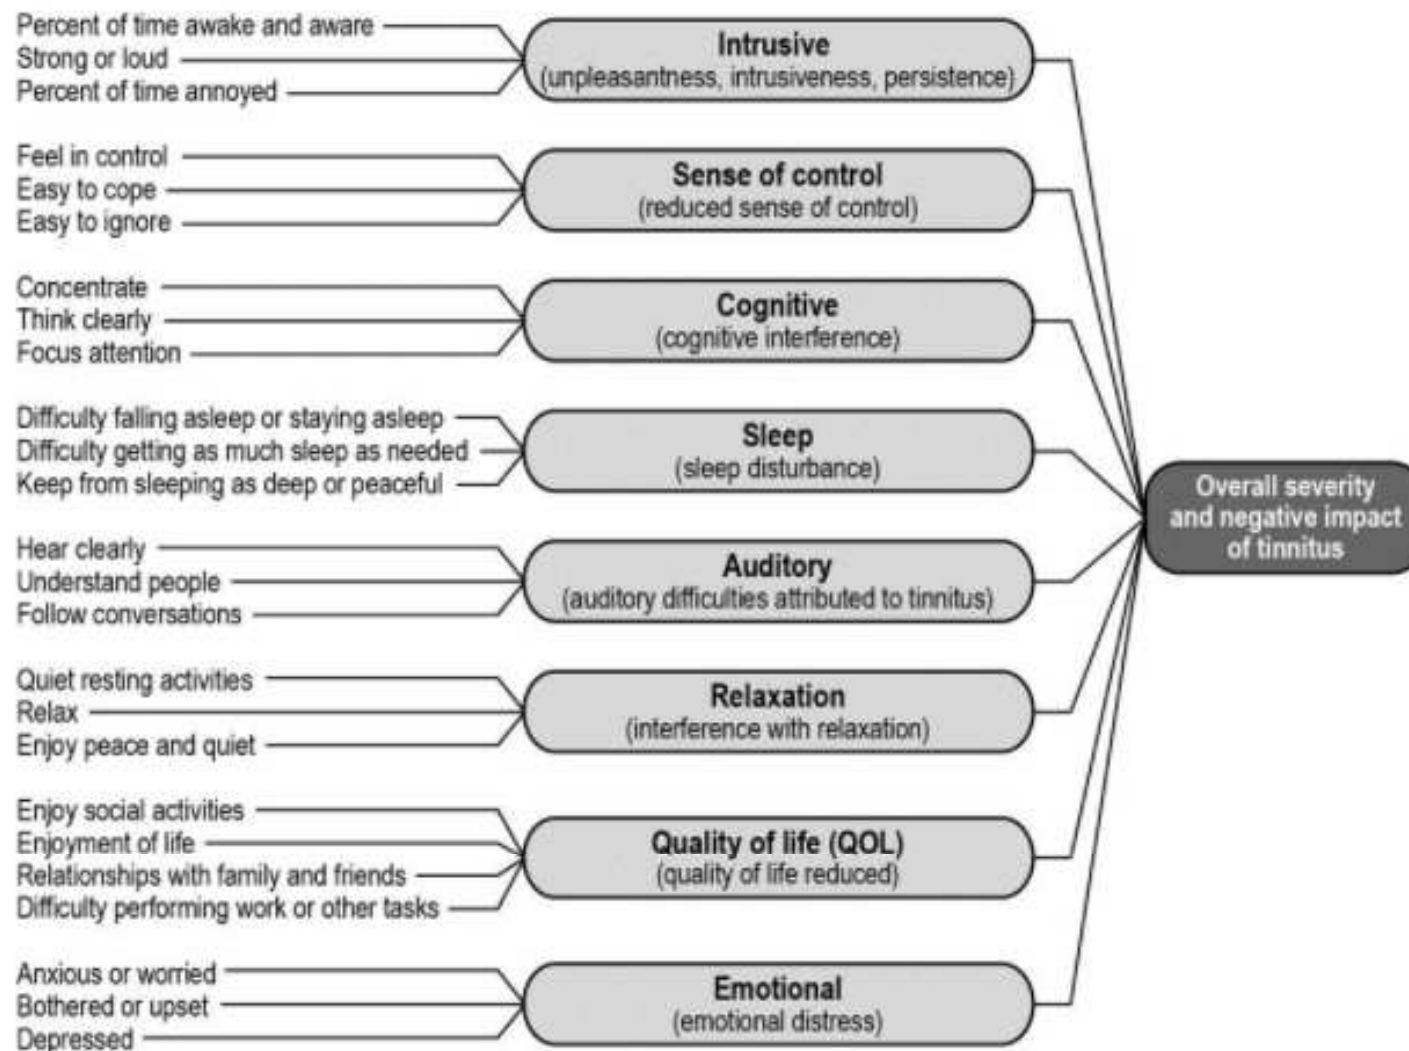 Percent of time awake and aware
Strong or loud
Percent of time annoyed
Intrusive
(unpleasantness, intrusiveness, persistence)
Feel in control
Easy to cope
Easy to ignore
Sense of control
(reduced sense of control)
Concentrate
Think clearly
Focus attention
Cognitive
(cognitive interference)
Difficulty falling asleep or staying asleep
Difficulty getting as much sleep as needed
Keep from sleeping as deep or peaceful
Sleep
(sleep disturbance)
Hear clearly
Understand people
Follow conversations
Auditory
(auditory difficulties attributed to tinnitus)
Quiet resting activities
Relax
Enjoy peace and quiet
Relaxation
(interference with relaxation)
Enjoy social activities
Enjoyment of life
Relationships with family and friends
Difficulty performing work or other tasks
Quality of life (QOL)
(quality of life reduced)
Anxious or worried
Bothered or upset
Depressed
Emotional
(emotional distress)
Overall severity
and negative impact
of tinnitus